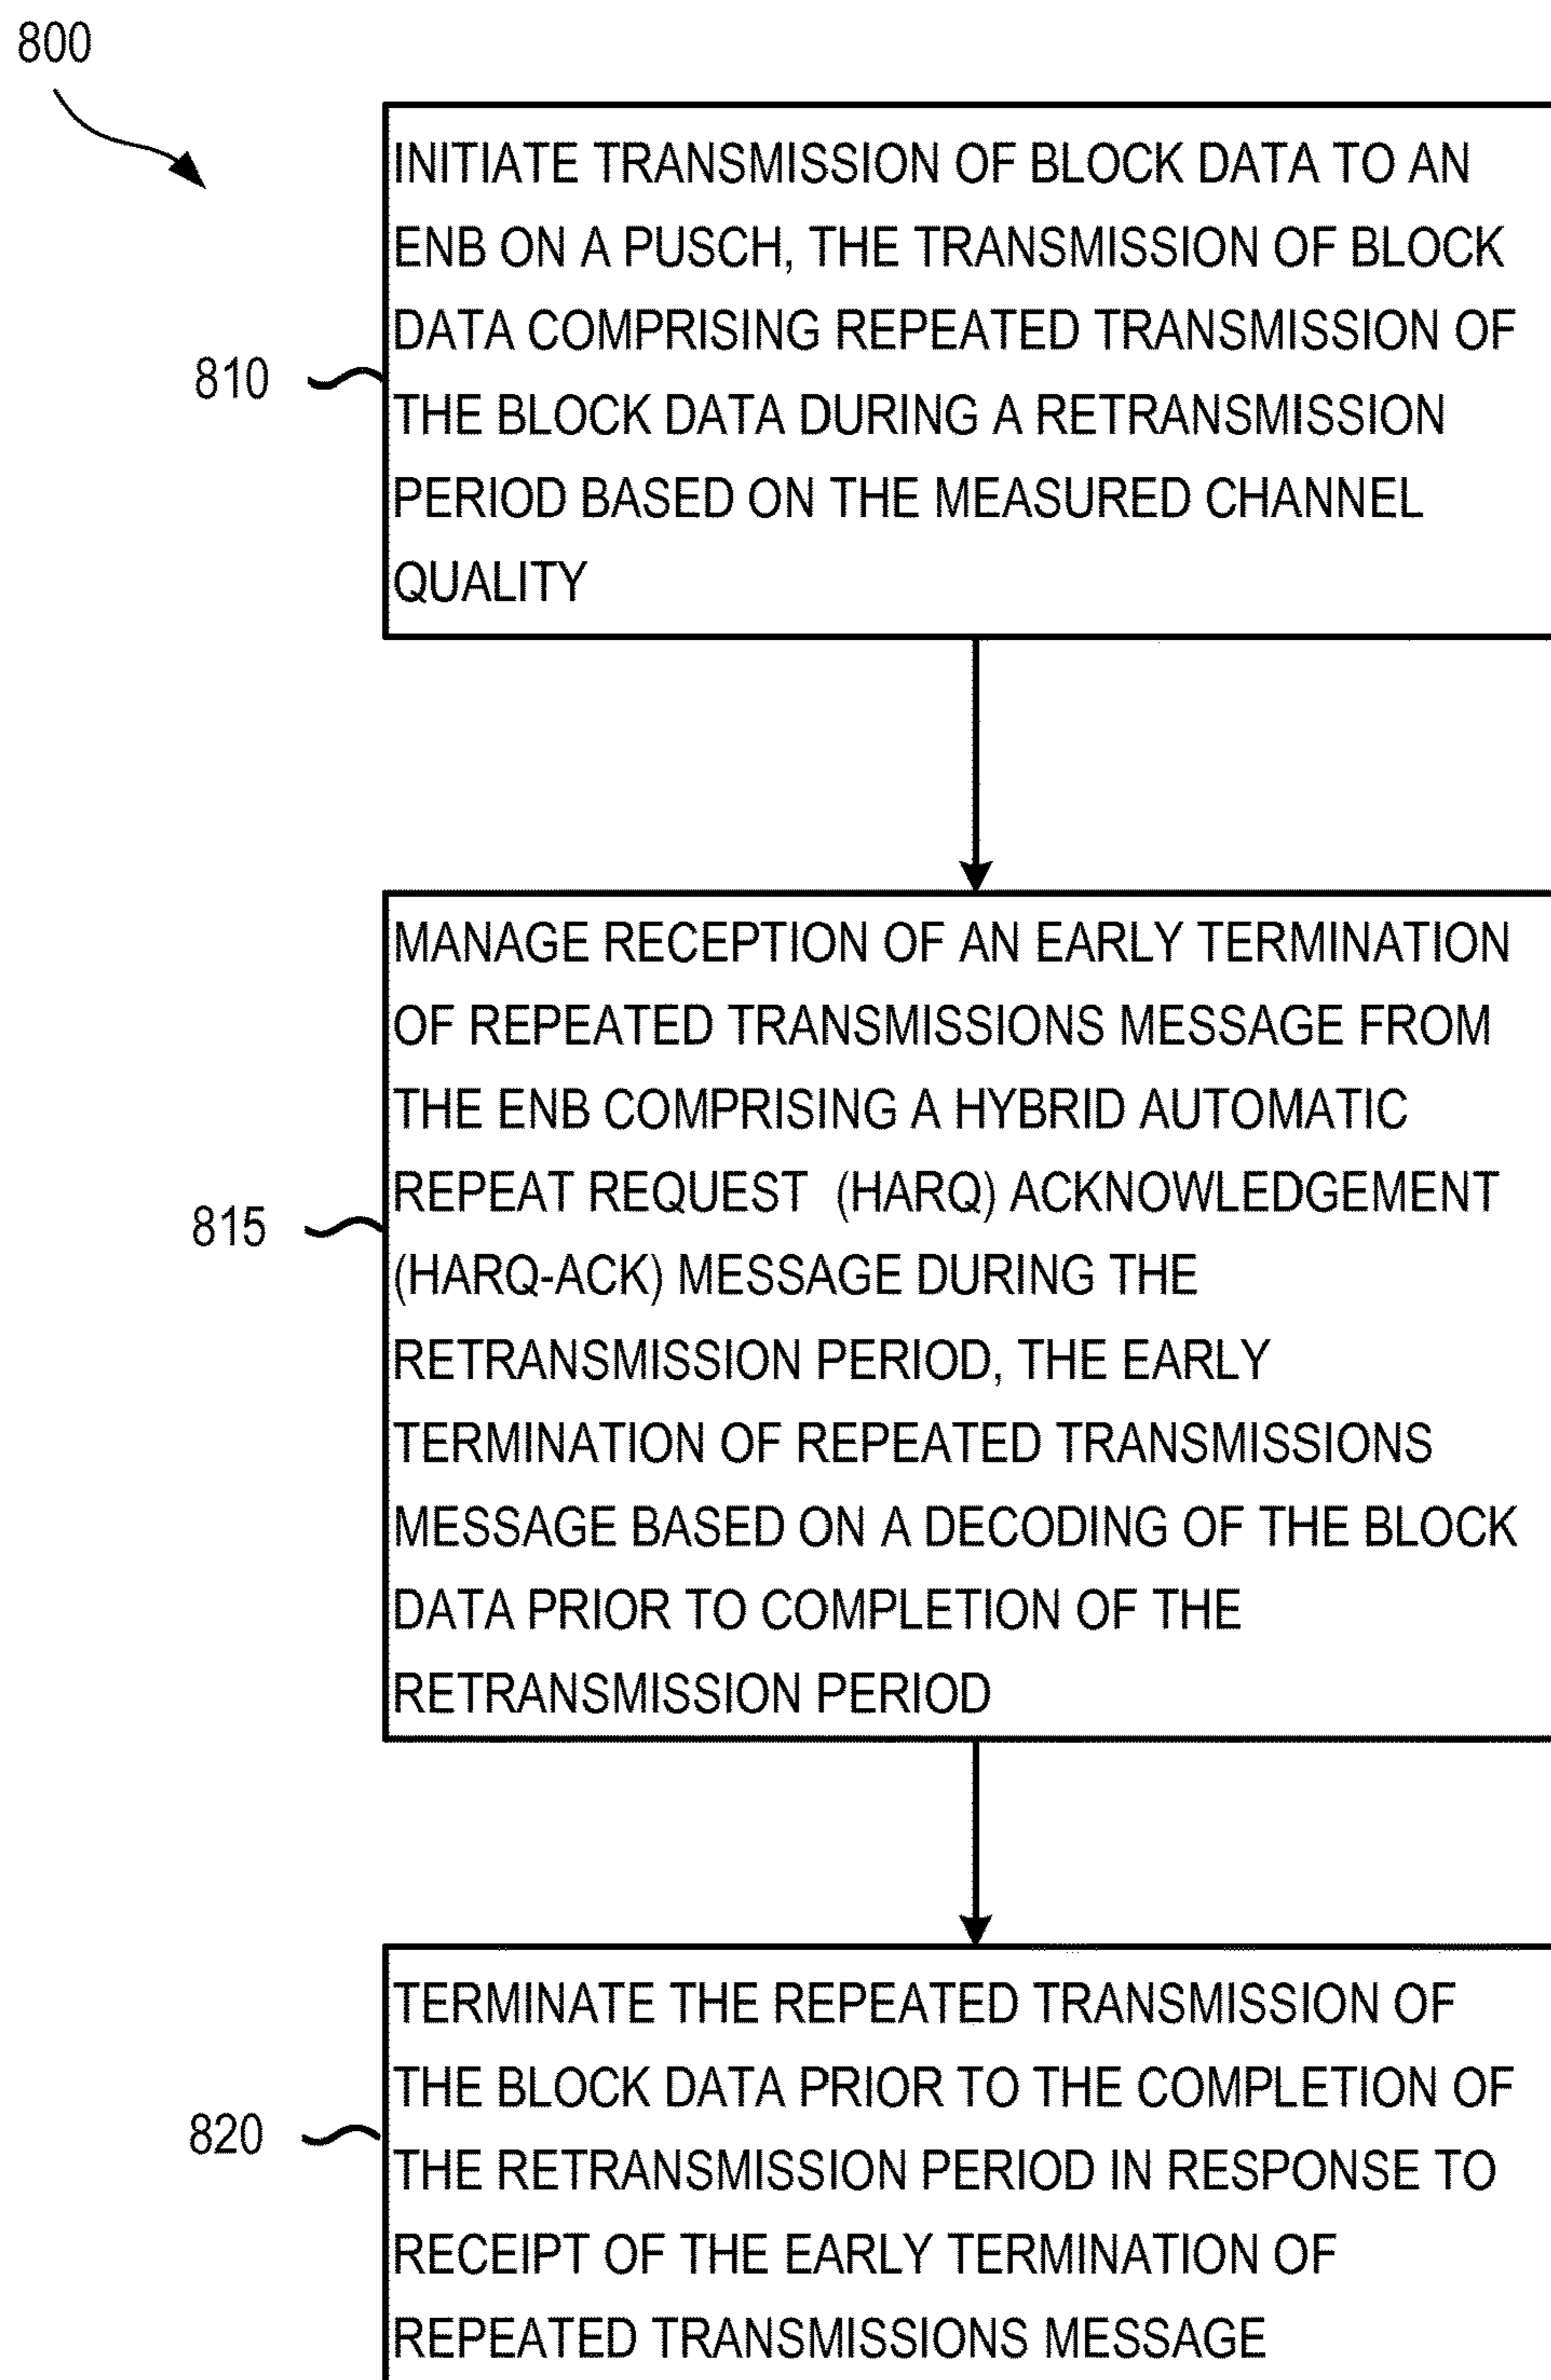 800
INITIATE TRANSMISSION OF BLOCK DATA TO AN
ENB ON A PUSCH, THE TRANSMISSION OF BLOCK
DATA COMPRISING REPEATED TRANSMISSION OF
THE BLOCK DATA DURING A RETRANSMISSION
PERIOD BASED ON THE MEASURED CHANNEL
QUALITY
810
MANAGE RECEPTION OF AN EARLY TERMINATION
OF REPEATED TRANSMISSIONS MESSAGE FROM
THE ENB COMPRISING A HYBRID AUTOMATIC
REPEAT REQUEST (HARQ) ACKNOWLEDGEMENT
(HARQ-ACK) MESSAGE DURING THE
RETRANSMISSION PERIOD, THE EARLY
TERMINATION OF REPEATED TRANSMISSIONS
MESSAGE BASED ON A DECODING OF THE BLOCK
DATA PRIOR TO COMPLETION OF THE
RETRANSMISSION PERIOD
815
TERMINATE THE REPEATED TRANSMISSION OF
THE BLOCK DATA PRIOR TO THE COMPLETION OF
THE RETRANSMISSION PERIOD IN RESPONSE TO
RECEIPT OF THE EARLY TERMINATION OF
REPEATED TRANSMISSIONS MESSAGE
820